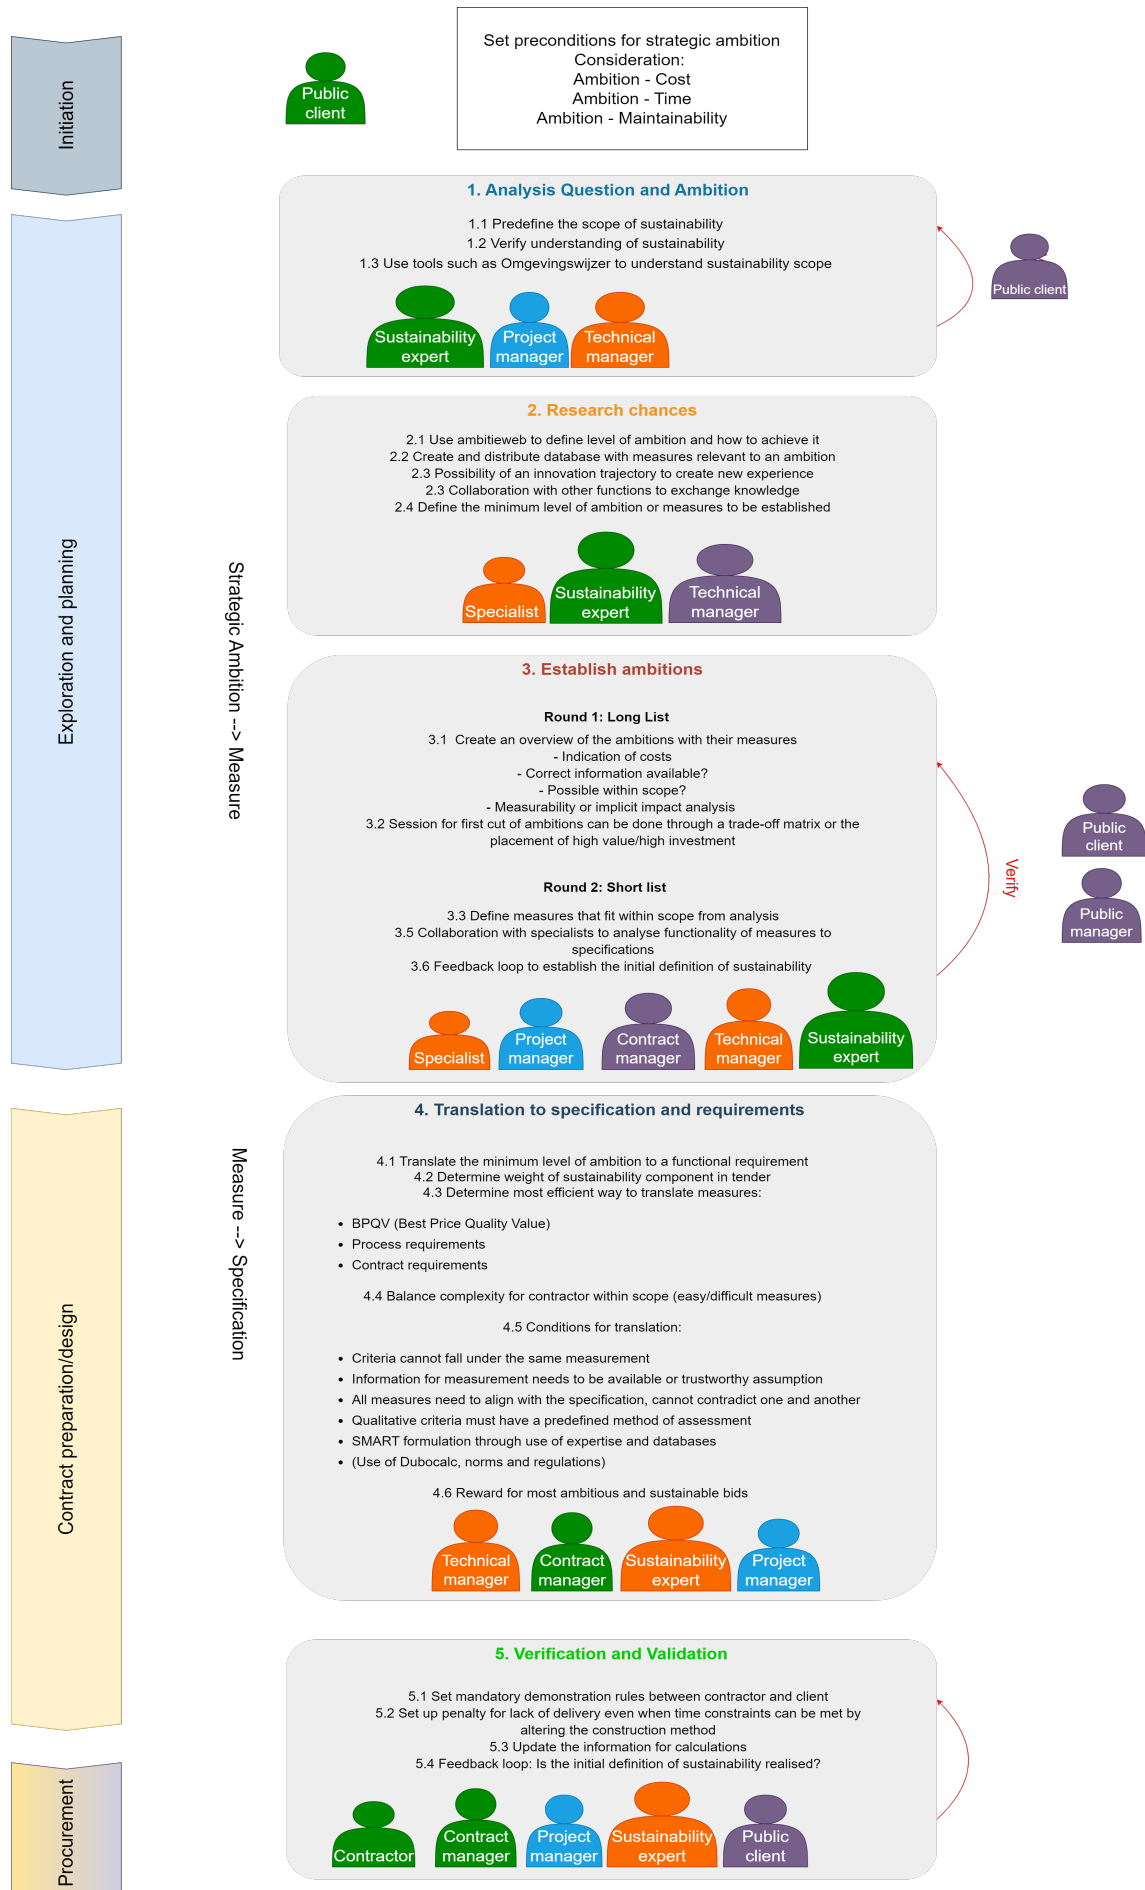 Initiation
Public
client
Set preconditions for strategic ambition
Consideration:
Ambition - Cost
Ambition - Time
Ambition - Maintainability
Exploration and planning
Strategic Ambition --> Measure
1. Analysis Question and Ambition
1.1 Predefine the scope of sustainability
1.2 Verify understanding of sustainability
1.3 Use tools such as Omgevingswijzer to understand sustainability scope
Sustainability
expert
Project
manager
Technical
manager
Public client
2. Research chances
2.1 Use ambitieweb to define level of ambition and how to achieve it
2.2 Create and distribute database with measures relevant to an ambition
2.3 Possibility of an innovation trajectory to create new experience
2.3 Collaboration with other functions to exchange knowledge
2.4 Define the minimum level of ambition or measures to be established
Specialist
Sustainability
expert
Technical
manager
3. Establish ambitions
Round 1: Long List
3.1  Create an overview of the ambitions with their measures
- Indication of costs
- Correct information available?
- Possible within scope?
- Measurability or implicit impact analysis
3.2 Session for first cut of ambitions can be done through a trade-off matrix or the
placement of high value/high investment
Round 2: Short list
3.3 Define measures that fit within scope from analysis
3.5 Collaboration with specialists to analyse functionality of measures to
specifications
3.6 Feedback loop to establish the initial definition of sustainability
Specialist
Project
manager
Contract
manager
Technical
manager
Sustainability
expert
Verify
Public
client
Public
manager
Contract preparation/design
Measure --> Specification
4. Translation to specification and requirements
4.1 Translate the minimum level of ambition to a functional requirement
4.2 Determine weight of sustainability component in tender
4.3 Determine most efficient way to translate measures:
• BPQV (Best Price Quality Value)
• Process requirements
• Contract requirements
4.4 Balance complexity for contractor within scope (easy/difficult measures)
4.5 Conditions for translation:
• Criteria cannot fall under the same measurement
• Information for measurement needs to be available or trustworthy assumption
• All measures need to align with the specification, cannot contradict one and another
• Qualitative criteria must have a predefined method of assessment
• SMART formulation through use of expertise and databases
• (Use of Dubocalc, norms and regulations)
4.6 Reward for most ambitious and sustainable bids
Technical
manager
Contract
manager
Sustainability
expert
Project
manager
Procurement
5. Verification and Validation
5.1 Set mandatory demonstration rules between contractor and client
5.2 Set up penalty for lack of delivery even when time constraints can be met by
altering the construction method
5.3 Update the information for calculations
5.4 Feedback loop: Is the initial definition of sustainability realised?
Contractor
Contract
manager
Project
manager
Sustainability
expert
Public
client